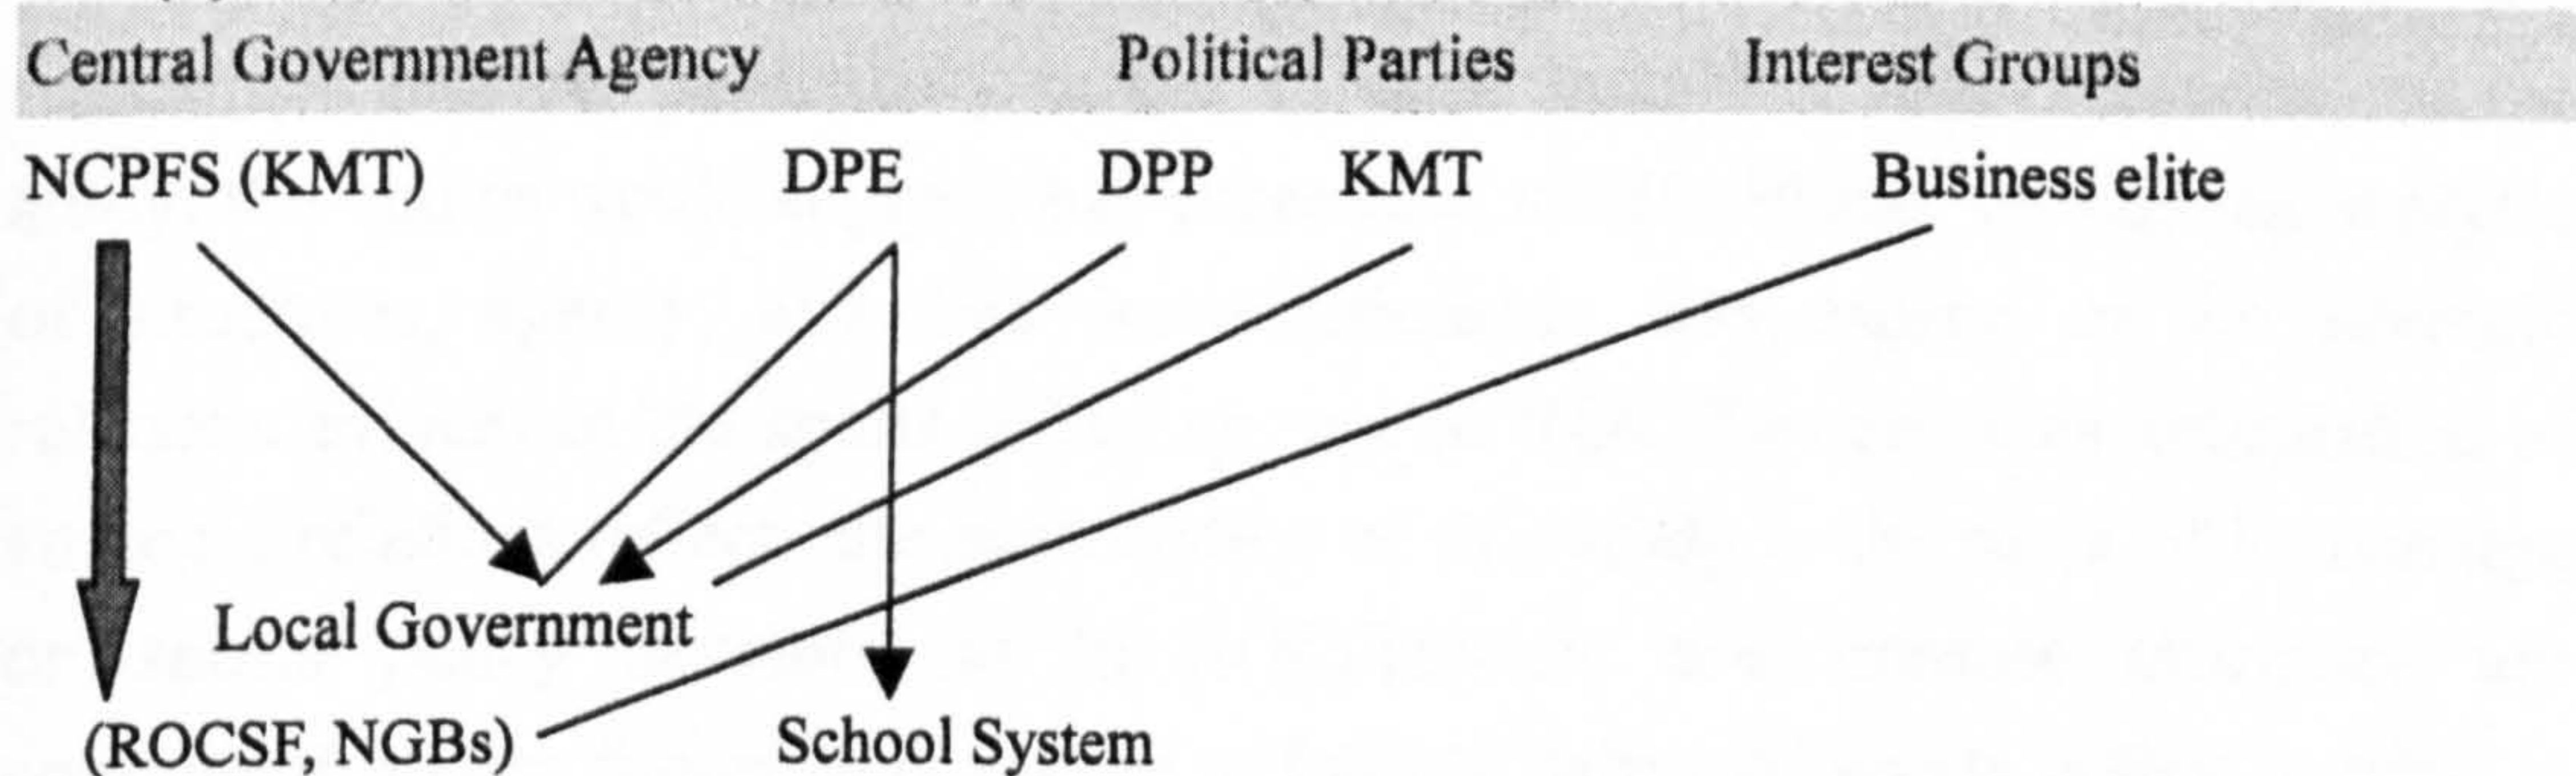 Central Government Agency Political Parties Interest Groups
NCPFS (KMT) DPE DPP KMT Business elite
Local Government
(ROCSF, NGBs) School System